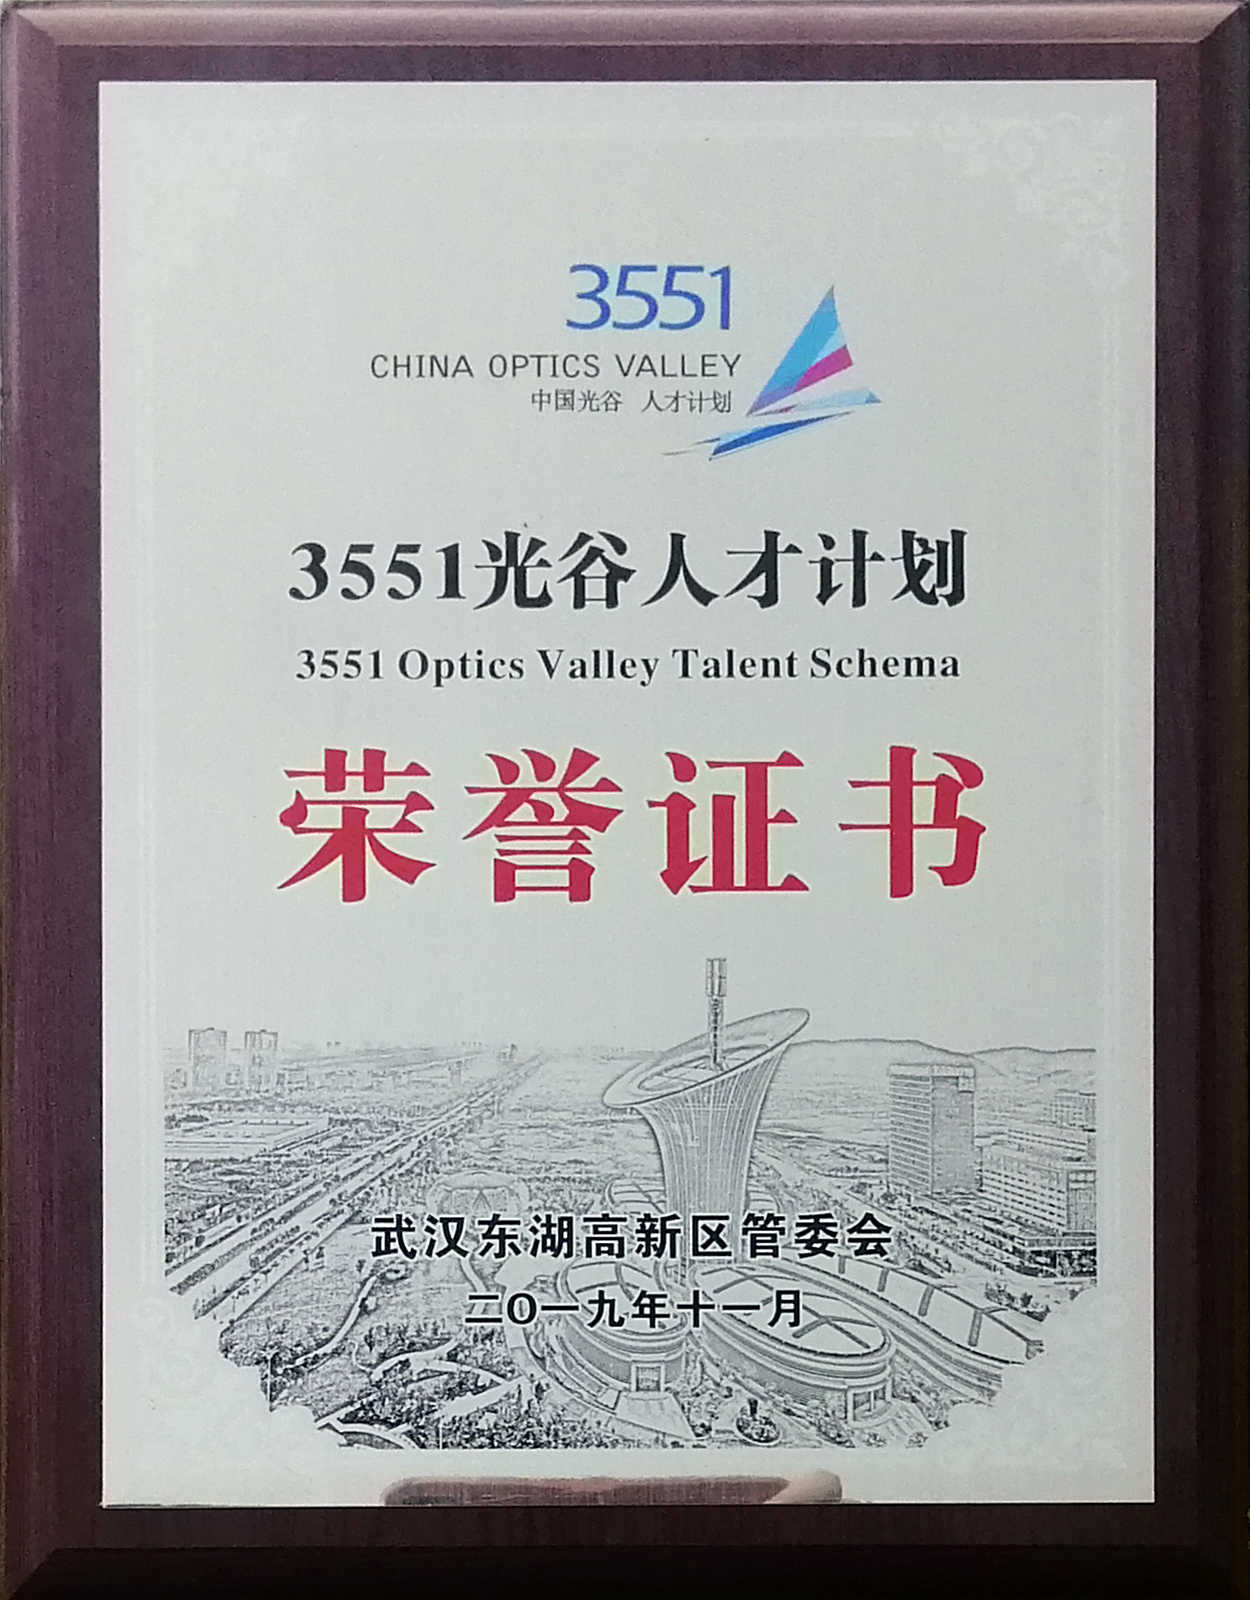 3551
CHINA OPTICS VALLEY
中国光谷 人才计划
3551光谷人才计划
3551 Optics Valley Talent Schema
荣誉证书
武汉东湖高新区管委会
二〇一九年十一月